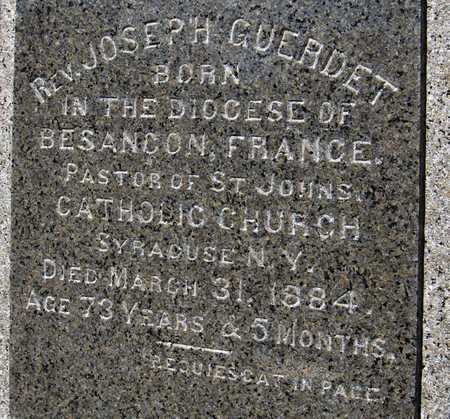 REV. JOSEPH GUERDET
BORN
IN THE DIOCESE OF
BESANCON, FRANCE.
PASTOR OF ST JOHNS.
CATHOLIC CHURCH
SYRACUSE N.Y.
DIED MARCH 31, 1884.
AGE 73 YEARS & 5 MONTHS.
REQUIESCAT IN PACE